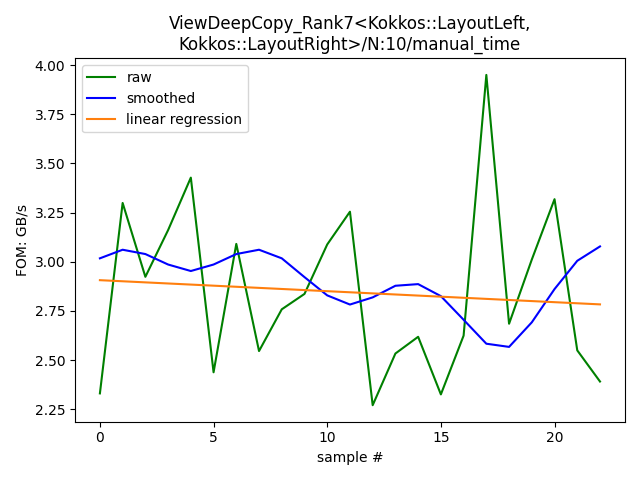 ViewDeepCopy_Rank7<Kokkos::LayoutLeft,
Kokkos::LayoutRight>/N:10/manual_time
raw
smoothed
linear regression
4.00
3.75
3.50
3.25
3.00
2.75
2.50
2.25
FOM: GB/s
0
5
10
15
20
sample #